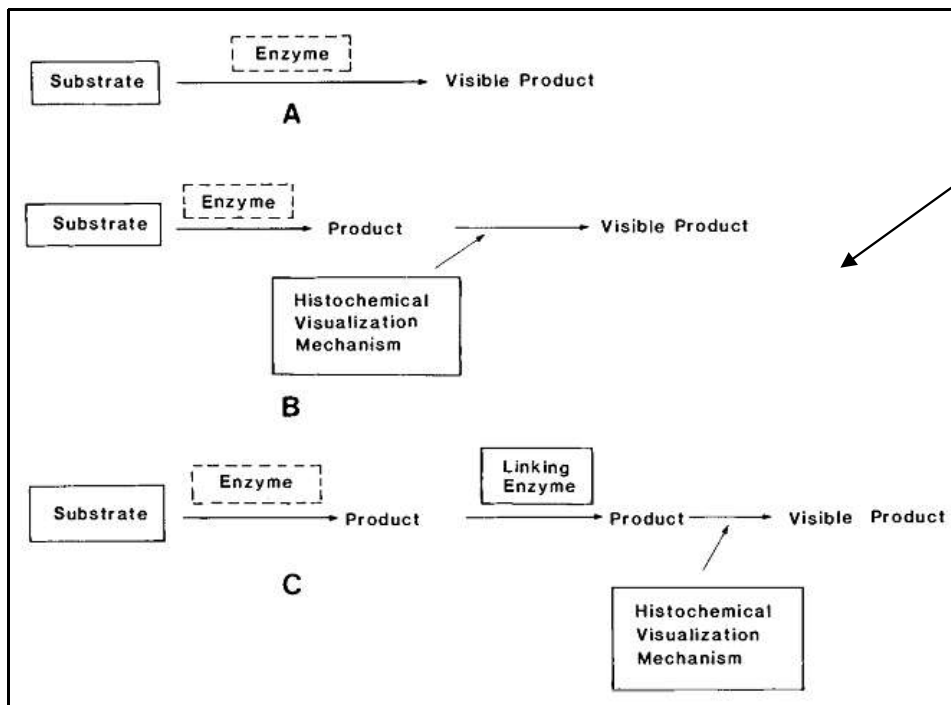 Enzyme
Substrate
Visible Product
A
Enzyme
Substrate
Product
Visible Product
Histochemical
Visualization
Mechanism
B
Enzyme
Linking
Enzyme
Substrate
Product
Product
Visible Product
C
Histochemical
Visualization
Mechanism